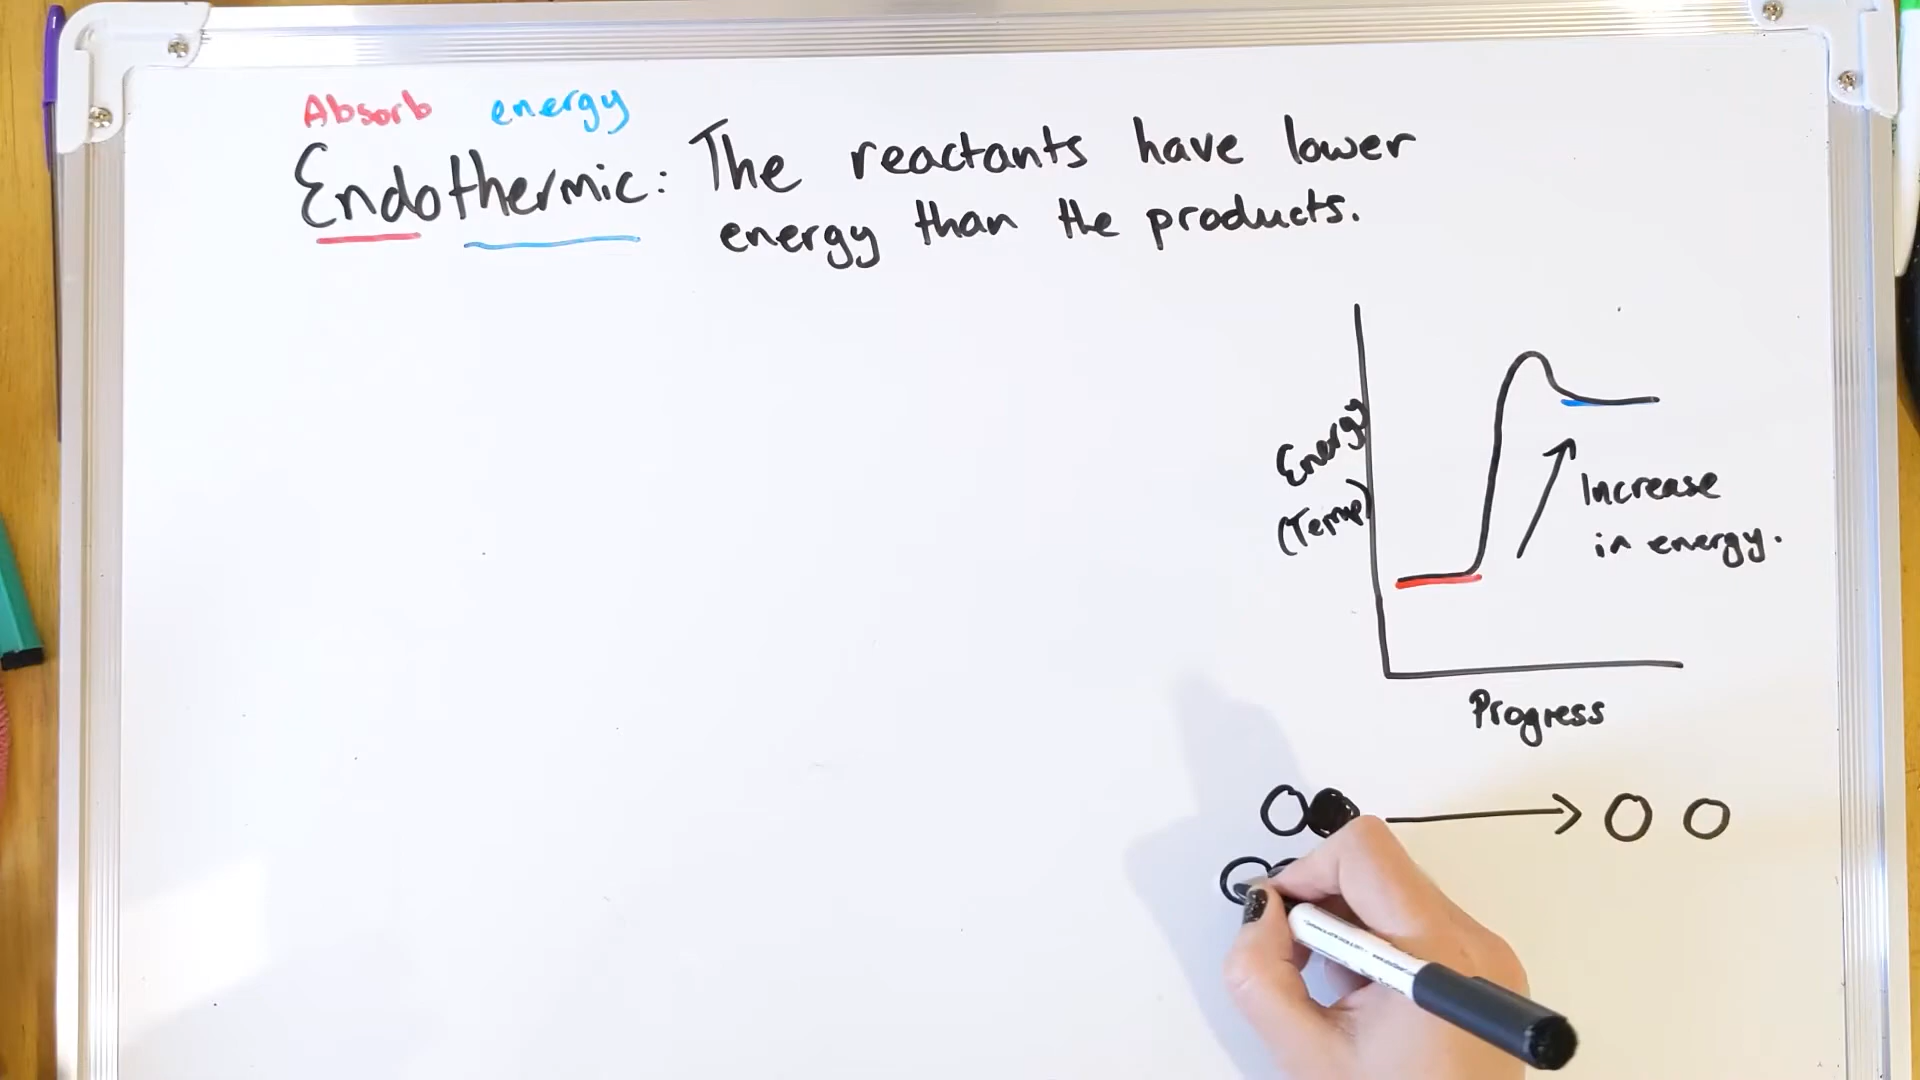 Absorb energy
Endothermic: The reactants have lower
energy than the products.
Energy
(Temp)
Increase
in energy.
Progress